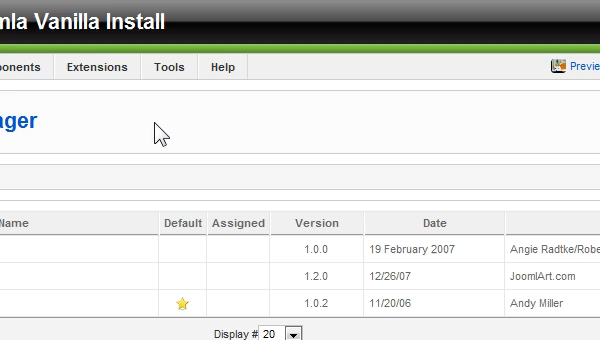 mla Vanilla Install
onents Extensions Tools Help Previe
ager
Name Default Assigned Version Date
1.0.0 19 February 2007 Angie Radtke/Robe
1.2.0 12/26/07 JoomlArt.com
1.0.2 11/20/06 Andy Miller
Display # 20